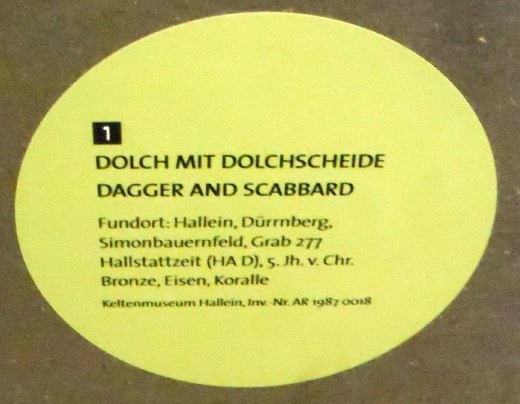 1
DOLCH MIT DOLCHSCHEIDE
DAGGER AND SCABBARD
Fundort: Hallein, Dürrnberg,
Simonbauernfeld, Grab 277
Hallstattzeit (HA D), 5. Jh. v. Chr.
Bronze, Eisen, Koralle
Keltenmuseum Hallein, Inv.-Nr. AR 1987 0018